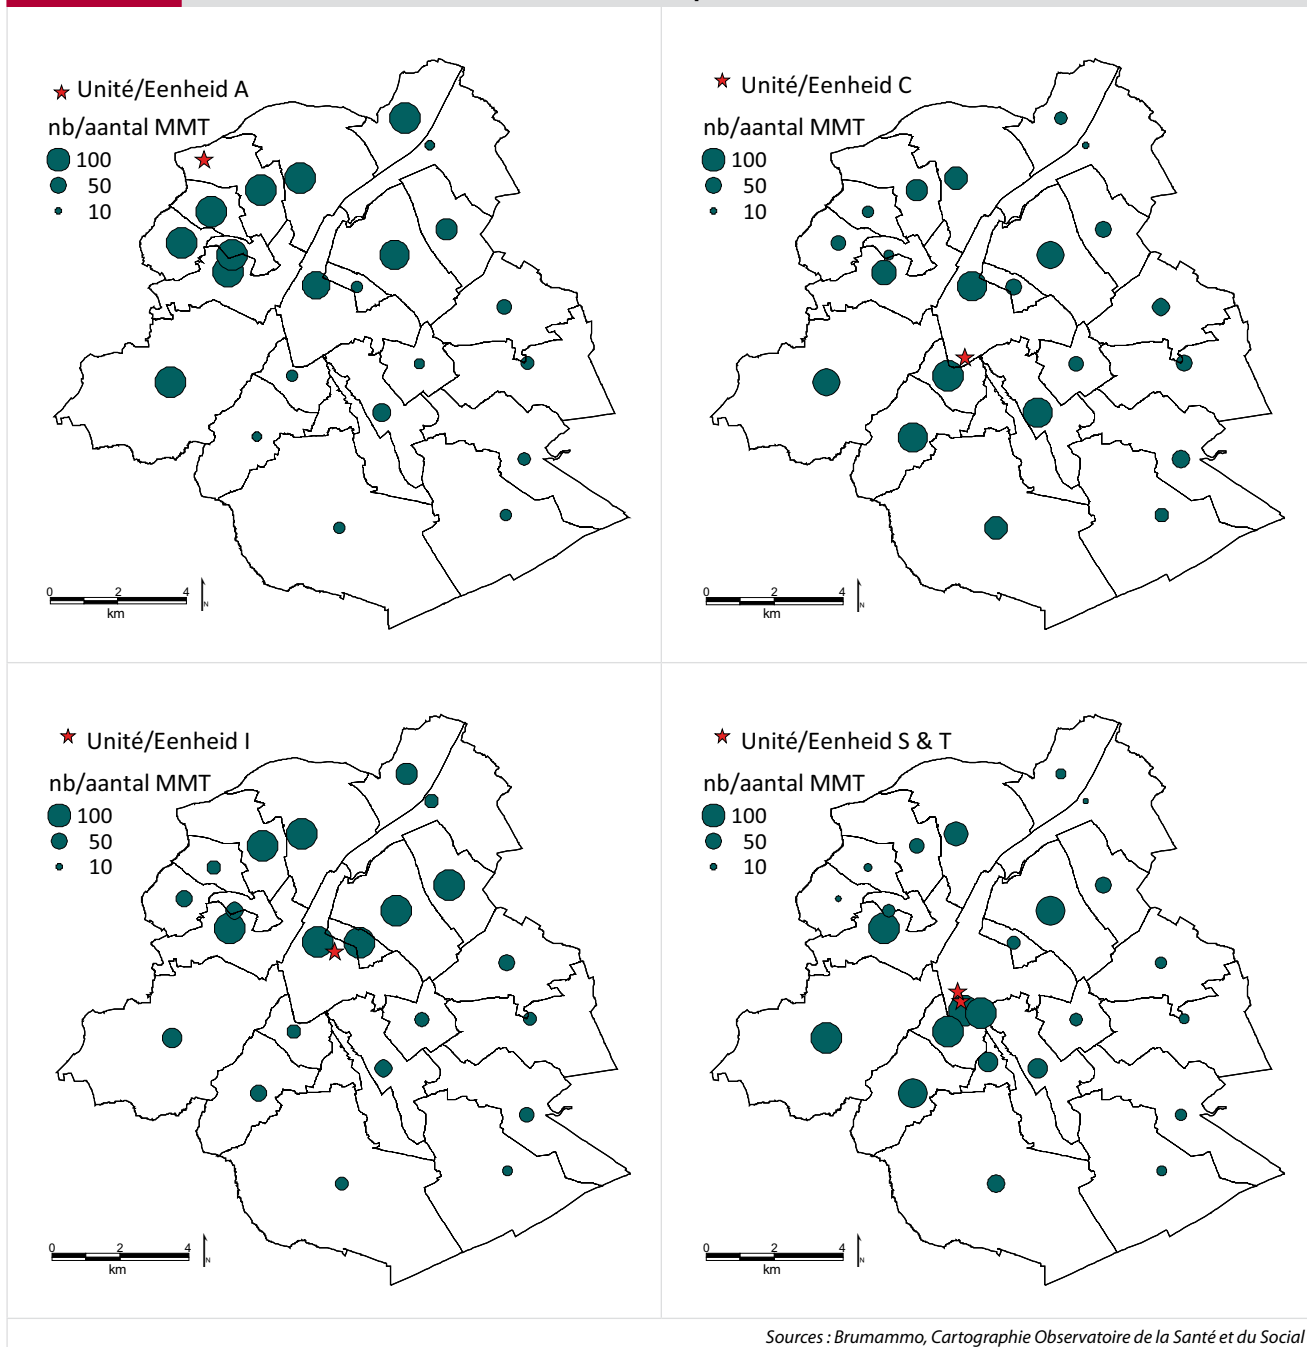 Unité/Eenheid A
nb/aantal MMT
100
50
10
0 2 4
km
N
Unité/Eenheid C
nb/aantal MMT
100
50
10
0 2 4
km
N
Unité/Eenheid I
nb/aantal MMT
100
50
10
0 2 4
km
N
Unité/Eenheid S & T
nb/aantal MMT
100
50
10
0 2 4
km
N
Sources : Brumammo, Cartographie Observatoire de la Santé et du Social